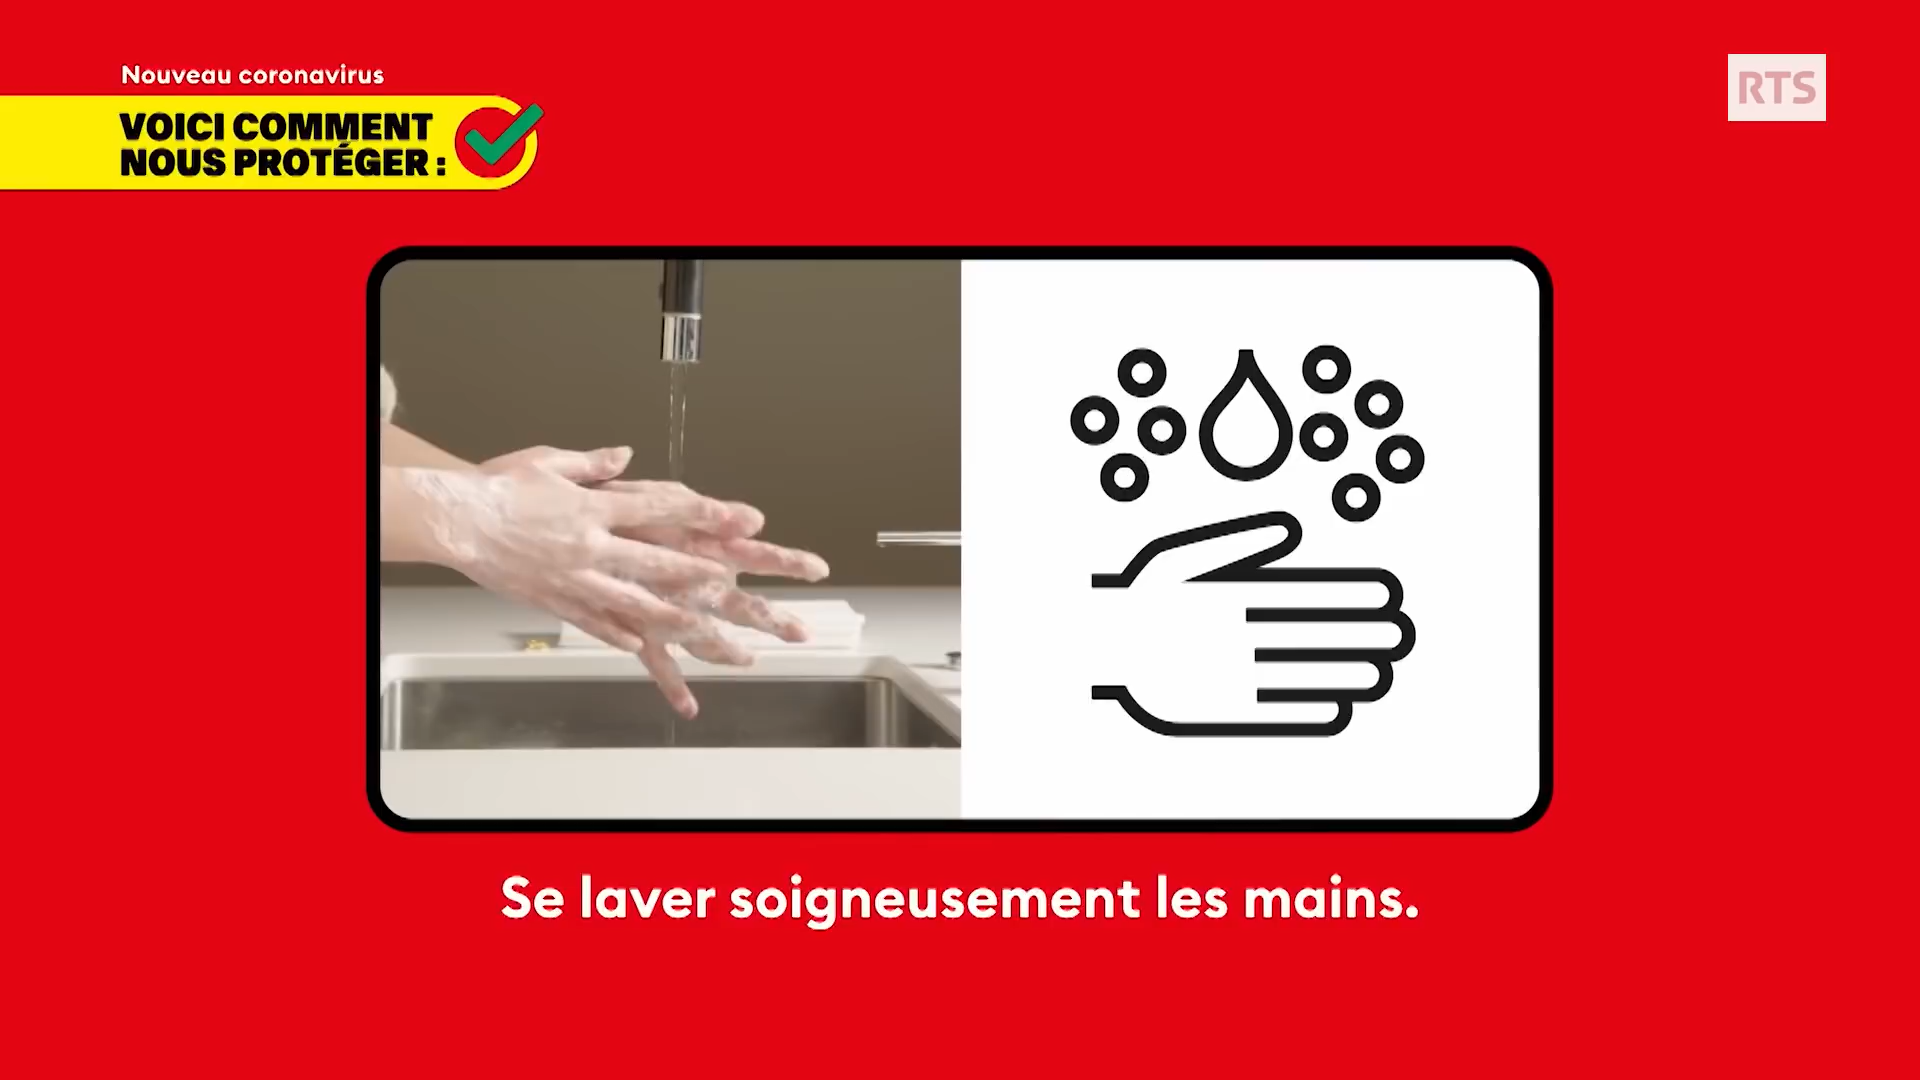 Nouveau coronavirus
RTS
VOICI COMMENT
NOUS PROTÉGER :
Se laver soigneusement les mains.